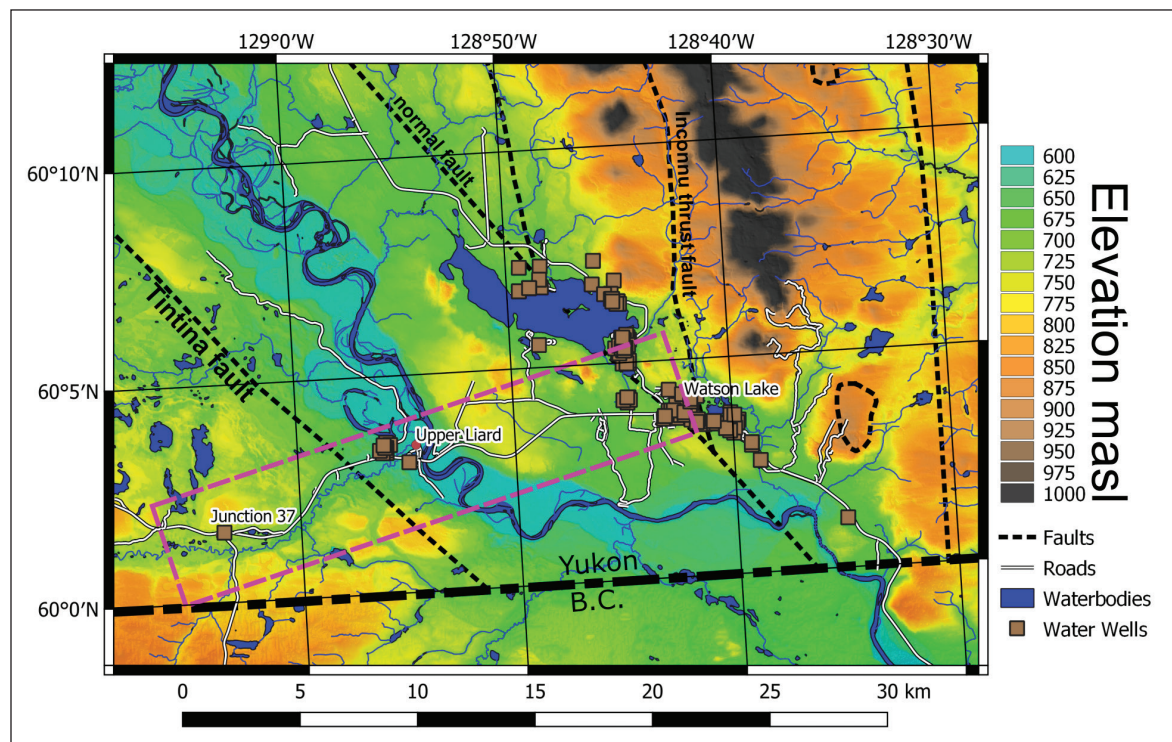 129°0'W
128°50'W
128°40'W
128°30'W
60°10'N
60°5'N
60°0'N
normal fault
Inconnu thrust fault
Tintina fault
Watson Lake
Upper Liard
Junction 37
Yukon
B.C.
600
625
650
675
700
725
750
775
800
825
850
875
900
925
950
975
1000
Elevation masl
Faults
Roads
Waterbodies
Water Wells
0 5 10 15 20 25 30 km